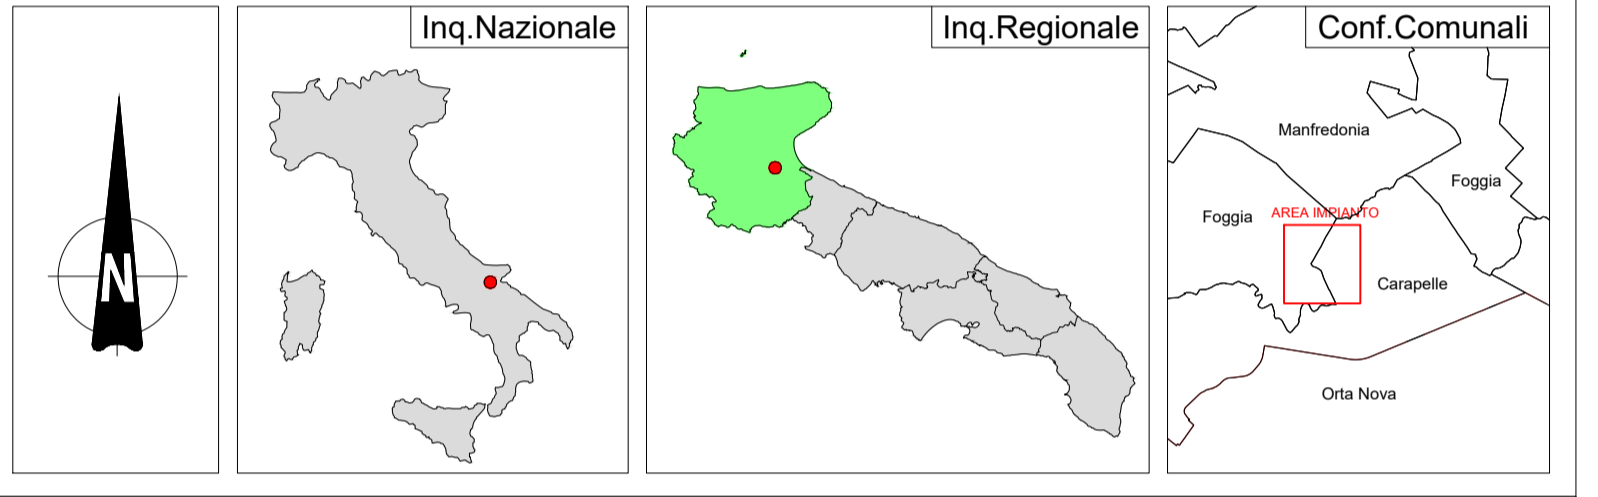 N
Inq.Nazionale
Inq.Regionale
Conf.Comunali
Manfredonia
Foggia
Foggia
AREA IMPIANTO
Carapelle
Orta Nova